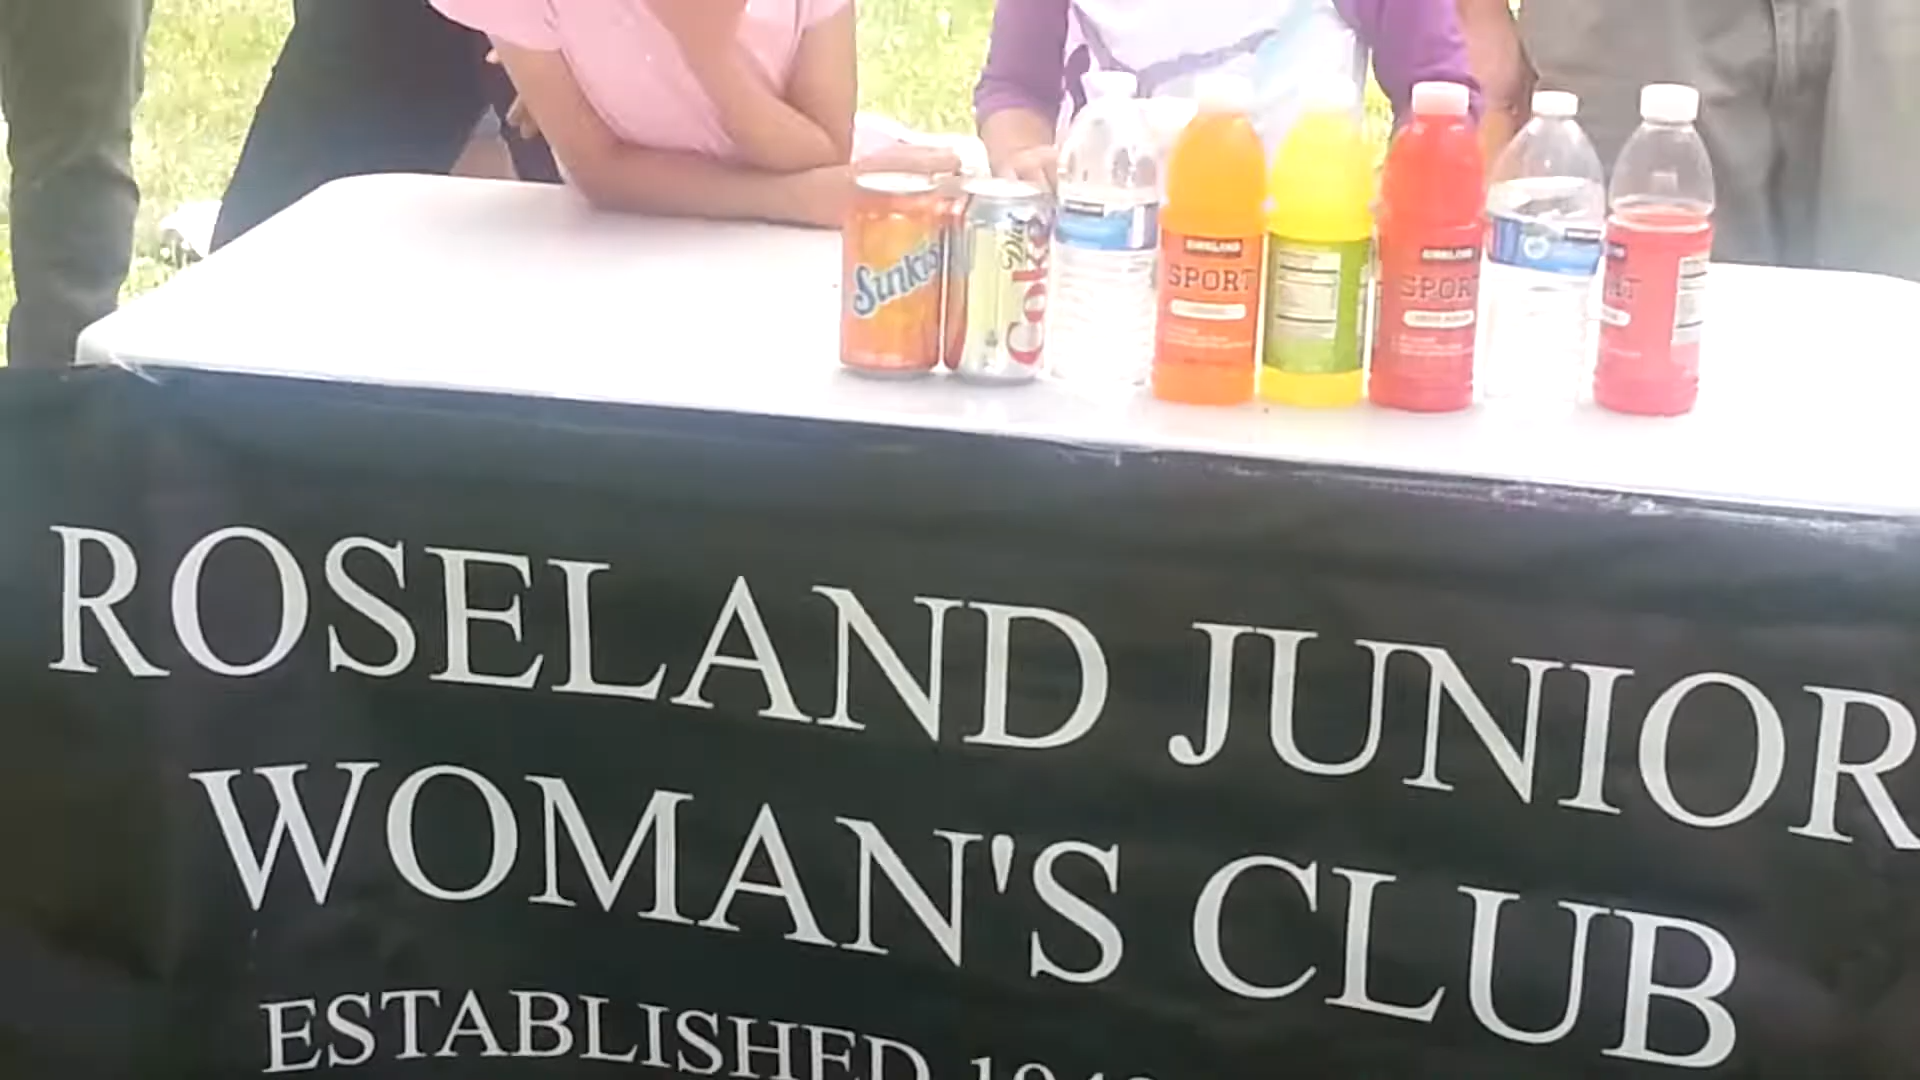 Sunkist
Diet
Coke
KIRKLAND
SPORT
KIRKLAND
SPORT
ROSELAND JUNIOR
WOMAN'S CLUB
ESTABLISHED